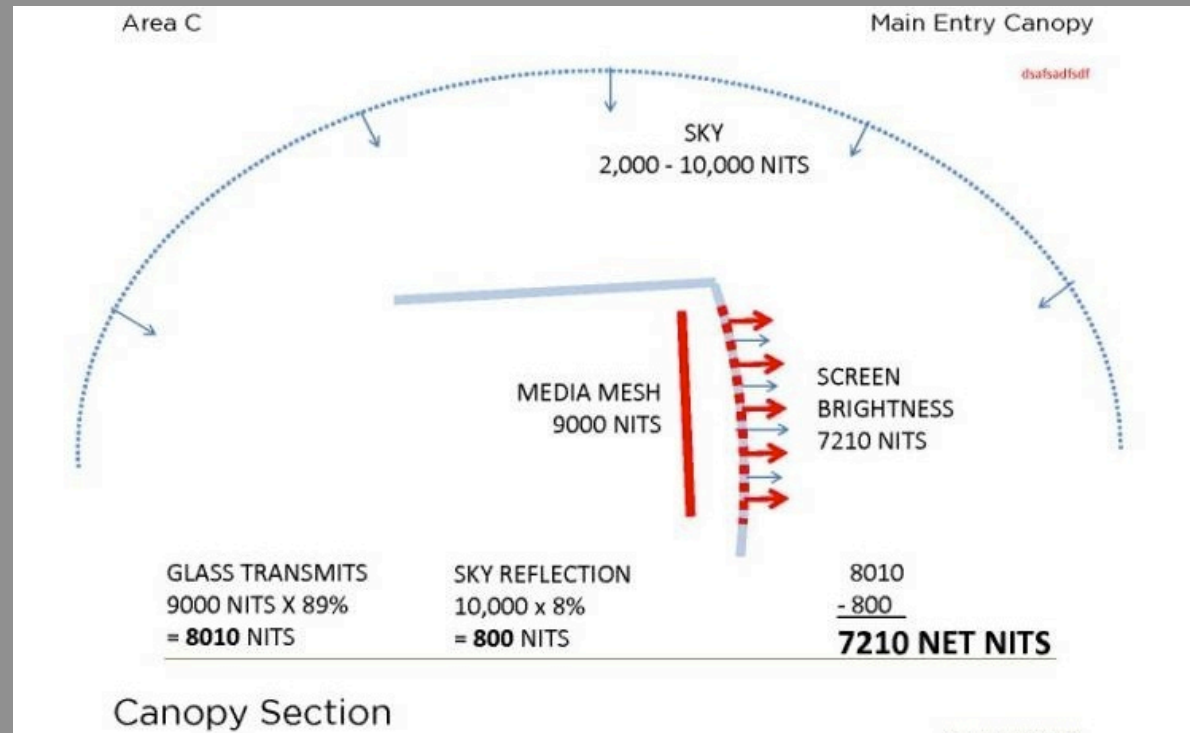 Area C
Main Entry Canopy
dsafsadfsdf
SKY
2,000 - 10,000 NITS
MEDIA MESH
9000 NITS
SCREEN
BRIGHTNESS
7210 NITS
GLASS TRANSMITS
9000 NITS X 89%
= 8010 NITS
SKY REFLECTION
10,000 x 8%
= 800 NITS
8010
- 800
7210 NET NITS
Canopy Section